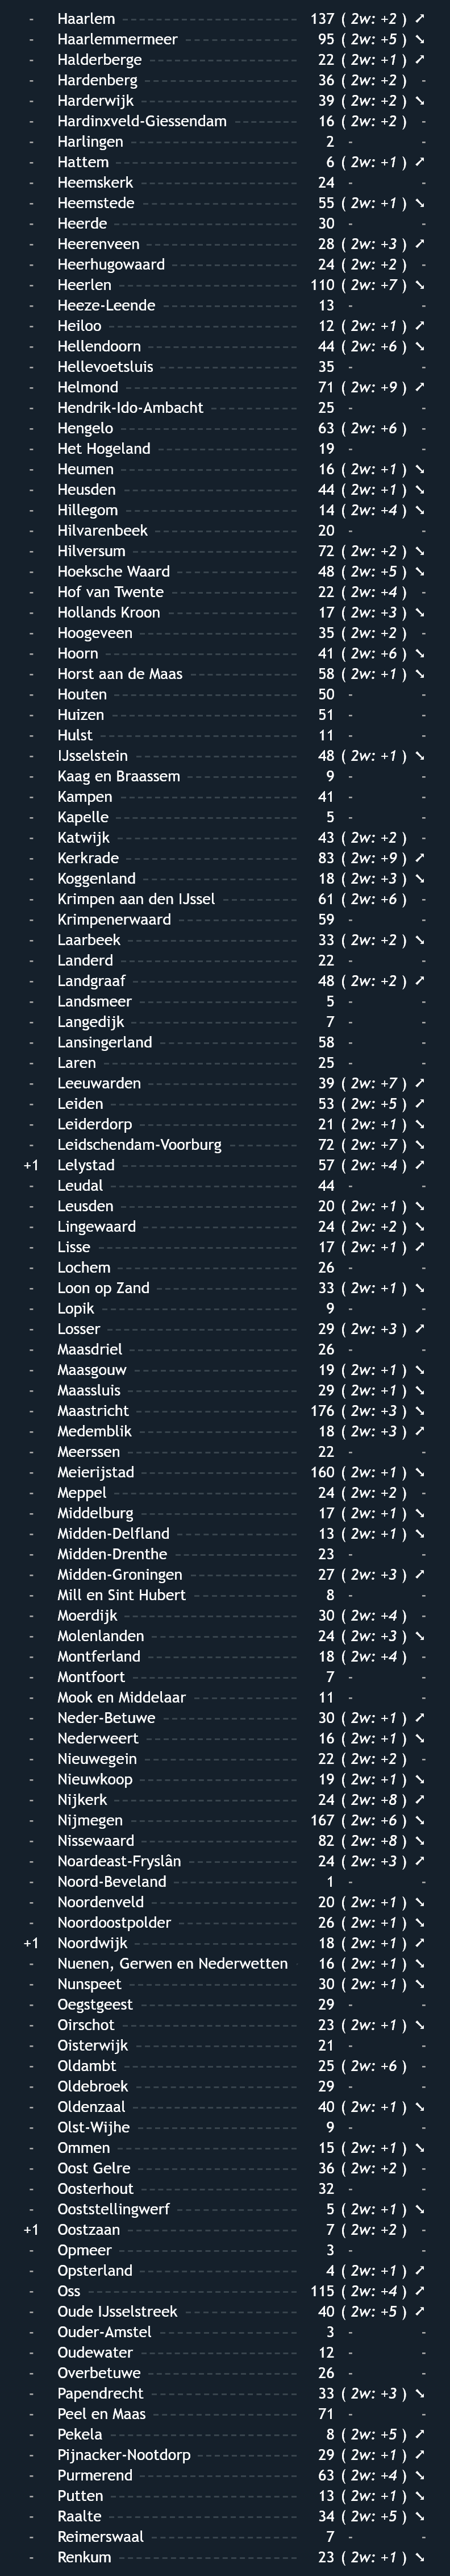 - Haarlem 137 ( 2w: +2 ) ➚
- Haarlemmermeer 95 ( 2w: +5 ) ➘
- Halderberge 22 ( 2w: +1 ) ➚
- Hardenberg 36 ( 2w: +2 ) -
- Harderwijk 39 ( 2w: +2 ) ➘
- Hardinxveld-Giessendam 16 ( 2w: +2 ) -
- Harlingen 2 - -
- Hattem 6 ( 2w: +1 ) ➚
- Heemskerk 24 - -
- Heemstede 55 ( 2w: +1 ) ➘
- Heerde 30 - -
- Heerenveen 28 ( 2w: +3 ) ➚
- Heerhugowaard 24 ( 2w: +2 ) -
- Heerlen 110 ( 2w: +7 ) ➘
- Heeze-Leende 13 - -
- Heiloo 12 ( 2w: +1 ) ➚
- Hellendoorn 44 ( 2w: +6 ) ➘
- Hellevoetsluis 35 - -
- Helmond 71 ( 2w: +9 ) ➚
- Hendrik-Ido-Ambacht 25 - -
- Hengelo 63 ( 2w: +6 ) -
- Het Hogeland 19 - -
- Heumen 16 ( 2w: +1 ) ➘
- Heusden 44 ( 2w: +1 ) ➘
- Hillegom 14 ( 2w: +4 ) ➘
- Hilvarenbeek 20 - -
- Hilversum 72 ( 2w: +2 ) ➘
- Hoeksche Waard 48 ( 2w: +5 ) ➘
- Hof van Twente 22 ( 2w: +4 ) -
- Hollands Kroon 17 ( 2w: +3 ) ➘
- Hoogeveen 35 ( 2w: +2 ) -
- Hoorn 41 ( 2w: +6 ) ➘
- Horst aan de Maas 58 ( 2w: +1 ) ➘
- Houten 50 - -
- Huizen 51 - -
- Hulst 11 - -
- IJsselstein 48 ( 2w: +1 ) ➘
- Kaag en Braassem 9 - -
- Kampen 41 - -
- Kapelle 5 - -
- Katwijk 43 ( 2w: +2 ) -
- Kerkrade 83 ( 2w: +9 ) ➚
- Koggenland 18 ( 2w: +3 ) ➘
- Krimpen aan den IJssel 61 ( 2w: +6 ) -
- Krimpenerwaard 59 - -
- Laarbeek 33 ( 2w: +2 ) ➘
- Landerd 22 - -
- Landgraaf 48 ( 2w: +2 ) ➚
- Landsmeer 5 - -
- Langedijk 7 - -
- Lansingerland 58 - -
- Laren 25 - -
- Leeuwarden 39 ( 2w: +7 ) ➚
- Leiden 53 ( 2w: +5 ) ➚
- Leiderdorp 21 ( 2w: +1 ) ➘
- Leidschendam-Voorburg 72 ( 2w: +7 ) ➘
+1 Lelystad 57 ( 2w: +4 ) ➚
- Leudal 44 - -
- Leusden 20 ( 2w: +1 ) ➘
- Lingewaard 24 ( 2w: +2 ) ➘
- Lisse 17 ( 2w: +1 ) ➚
- Lochem 26 - -
- Loon op Zand 33 ( 2w: +1 ) ➘
- Lopik 9 - -
- Losser 29 ( 2w: +3 ) ➚
- Maasdriel 26 - -
- Maasgouw 19 ( 2w: +1 ) ➘
- Maassluis 29 ( 2w: +1 ) ➘
- Maastricht 176 ( 2w: +3 ) ➘
- Medemblik 18 ( 2w: +3 ) ➚
- Meerssen 22 - -
- Meierijstad 160 ( 2w: +1 ) ➘
- Meppel 24 ( 2w: +2 ) -
- Middelburg 17 ( 2w: +1 ) ➘
- Midden-Delfland 13 ( 2w: +1 ) ➘
- Midden-Drenthe 23 - -
- Midden-Groningen 27 ( 2w: +3 ) ➚
- Mill en Sint Hubert 8 - -
- Moerdijk 30 ( 2w: +4 ) -
- Molenlanden 24 ( 2w: +3 ) ➘
- Montferland 18 ( 2w: +4 ) -
- Montfoort 7 - -
- Mook en Middelaar 11 - -
- Neder-Betuwe 30 ( 2w: +1 ) ➚
- Nederweert 16 ( 2w: +1 ) ➘
- Nieuwegein 22 ( 2w: +2 ) -
- Nieuwkoop 19 ( 2w: +1 ) ➘
- Nijkerk 24 ( 2w: +8 ) ➚
- Nijmegen 167 ( 2w: +6 ) ➘
- Nissewaard 82 ( 2w: +8 ) ➘
- Noardeast-Fryslân 24 ( 2w: +3 ) ➚
- Noord-Beveland 1 - -
- Noordenveld 20 ( 2w: +1 ) ➘
- Noordoostpolder 26 ( 2w: +1 ) ➘
+1 Noordwijk 18 ( 2w: +1 ) ➚
- Nuenen, Gerwen en Nederwetten 16 ( 2w: +1 ) ➘
- Nunspeet 30 ( 2w: +1 ) ➘
- Oegstgeest 29 - -
- Oirschot 23 ( 2w: +1 ) ➘
- Oisterwijk 21 - -
- Oldambt 25 ( 2w: +6 ) -
- Oldebroek 29 - -
- Oldenzaal 40 ( 2w: +1 ) ➘
- Olst-Wijhe 9 - -
- Ommen 15 ( 2w: +1 ) ➘
- Oost Gelre 36 ( 2w: +2 ) -
- Oosterhout 32 - -
- Ooststellingwerf 5 ( 2w: +1 ) ➘
+1 Oostzaan 7 ( 2w: +2 ) -
- Opmeer 3 - -
- Opsterland 4 ( 2w: +1 ) ➚
- Oss 115 ( 2w: +4 ) ➚
- Oude IJsselstreek 40 ( 2w: +5 ) ➚
- Ouder-Amstel 3 - -
- Oudewater 12 - -
- Overbetuwe 26 - -
- Papendrecht 33 ( 2w: +3 ) ➘
- Peel en Maas 71 - -
- Pekela 8 ( 2w: +5 ) ➚
- Pijnacker-Nootdorp 29 ( 2w: +1 ) ➚
- Purmerend 63 ( 2w: +4 ) ➘
- Putten 13 ( 2w: +1 ) ➘
- Raalte 34 ( 2w: +5 ) ➘
- Reimerswaal 7 - -
- Renkum 23 ( 2w: +1 ) ➘